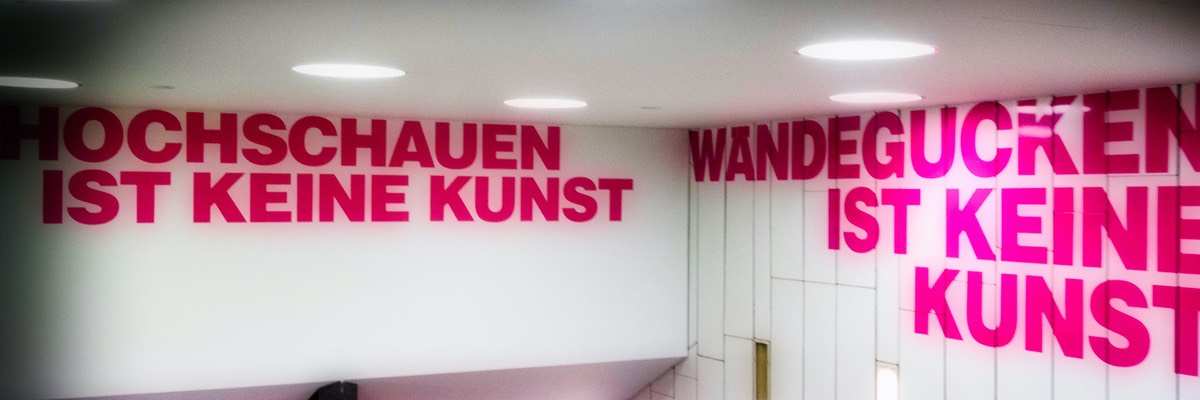 HOCHSCHAUEN
IST KEINE KUNST
WÄNDEGUCKEN
IST KEINE
KUNST